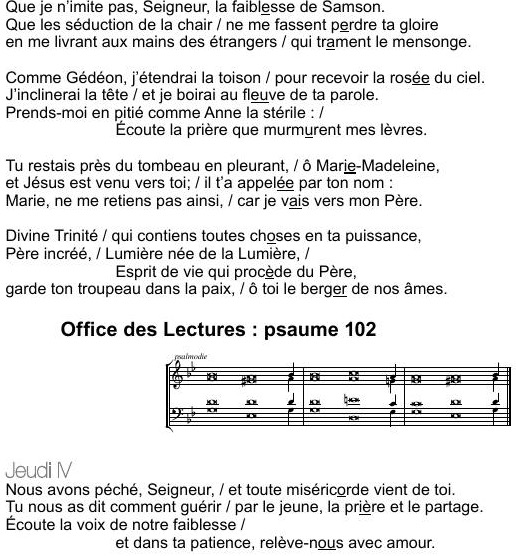 Que je n'imite pas, Seigneur, la faiblesse de Samson.
Que les séduction de la chair / ne me fassent perdre ta gloire
en me livrant aux mains des étrangers / qui trament le mensonge.
Comme Gédéon, j'étendrai la toison / pour recevoir la rosée du ciel.
J'inclinerai la tête / et je boirai au fleuve de ta parole.
Prends-moi en pitié comme Anne la stérile : /
Écoute la prière que murmurent mes lèvres.
Tu restais près du tombeau en pleurant, / ô Marie-Madeleine,
et Jésus est venu vers toi; / il t'a appelée par ton nom :
Marie, ne me retiens pas ainsi, / car je vais vers mon Père.
Divine Trinité / qui contiens toutes choses en ta puissance,
Père incréé, / Lumière née de la Lumière, /
Esprit de vie qui procède du Père,
garde ton troupeau dans la paix, / ô toi le berger de nos âmes.
Office des Lectures : psaume 102
psalmodie
Jeudi IV
Nous avons péché, Seigneur, / et toute miséricorde vient de toi.
Tu nous as dit comment guérir / par le jeune, la prière et le partage.
Écoute la voix de notre faiblesse /
et dans ta patience, relève-nous avec amour.